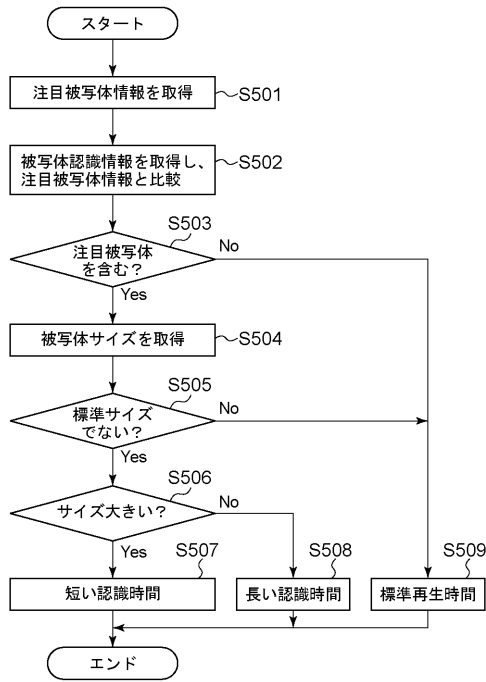 スタート
注目被写体情報を取得
S501
被写体認識情報を取得し、
注目被写体情報と比較
S502
S503
注目被写体
を含む？
No
Yes
被写体サイズを取得
S504
S505
標準サイズ
でない？
No
Yes
S506
サイズ大きい？
No
Yes
S507
S508
S509
短い認識時間
長い認識時間
標準再生時間
エンド